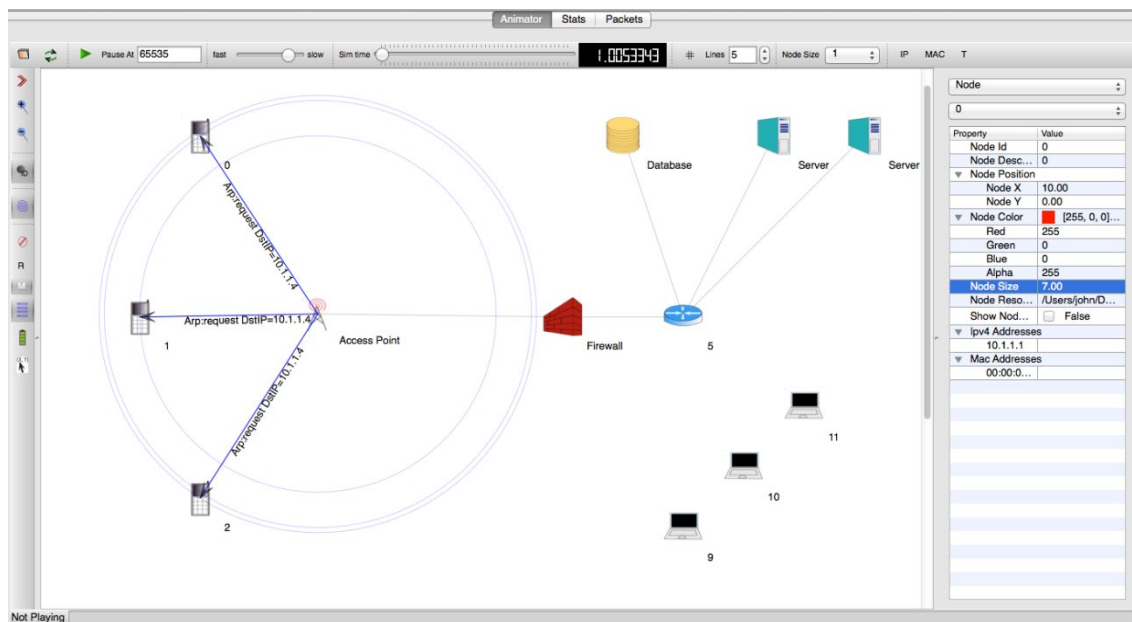 Animator Stats Packets
Pause At 65535 fast slow Sim time 1.0053343 # Lines 5 Node Size 1 IP MAC T
Node
0
Property Value
Node Id 0
Node Desc... 0
Node Position
Node X 10.00
Node Y 0.00
Node Color [255, 0, 0]...
Red 255
Green 0
Blue 0
Alpha 255
Node Size 7.00
Node Reso... /Users/john/D...
Show Nod... False
Ipv4 Addresses
10.1.1.1
Mac Addresses
00:00:0...
R
M
0
Arp:request DstIP=10.1.1.4
1
Arp:request DstIP=10.1.1.4
2
Arp:request DstIP=10.1.1.4
Access Point
Firewall
5
Database
Server
Server
11
10
9
Not Playing